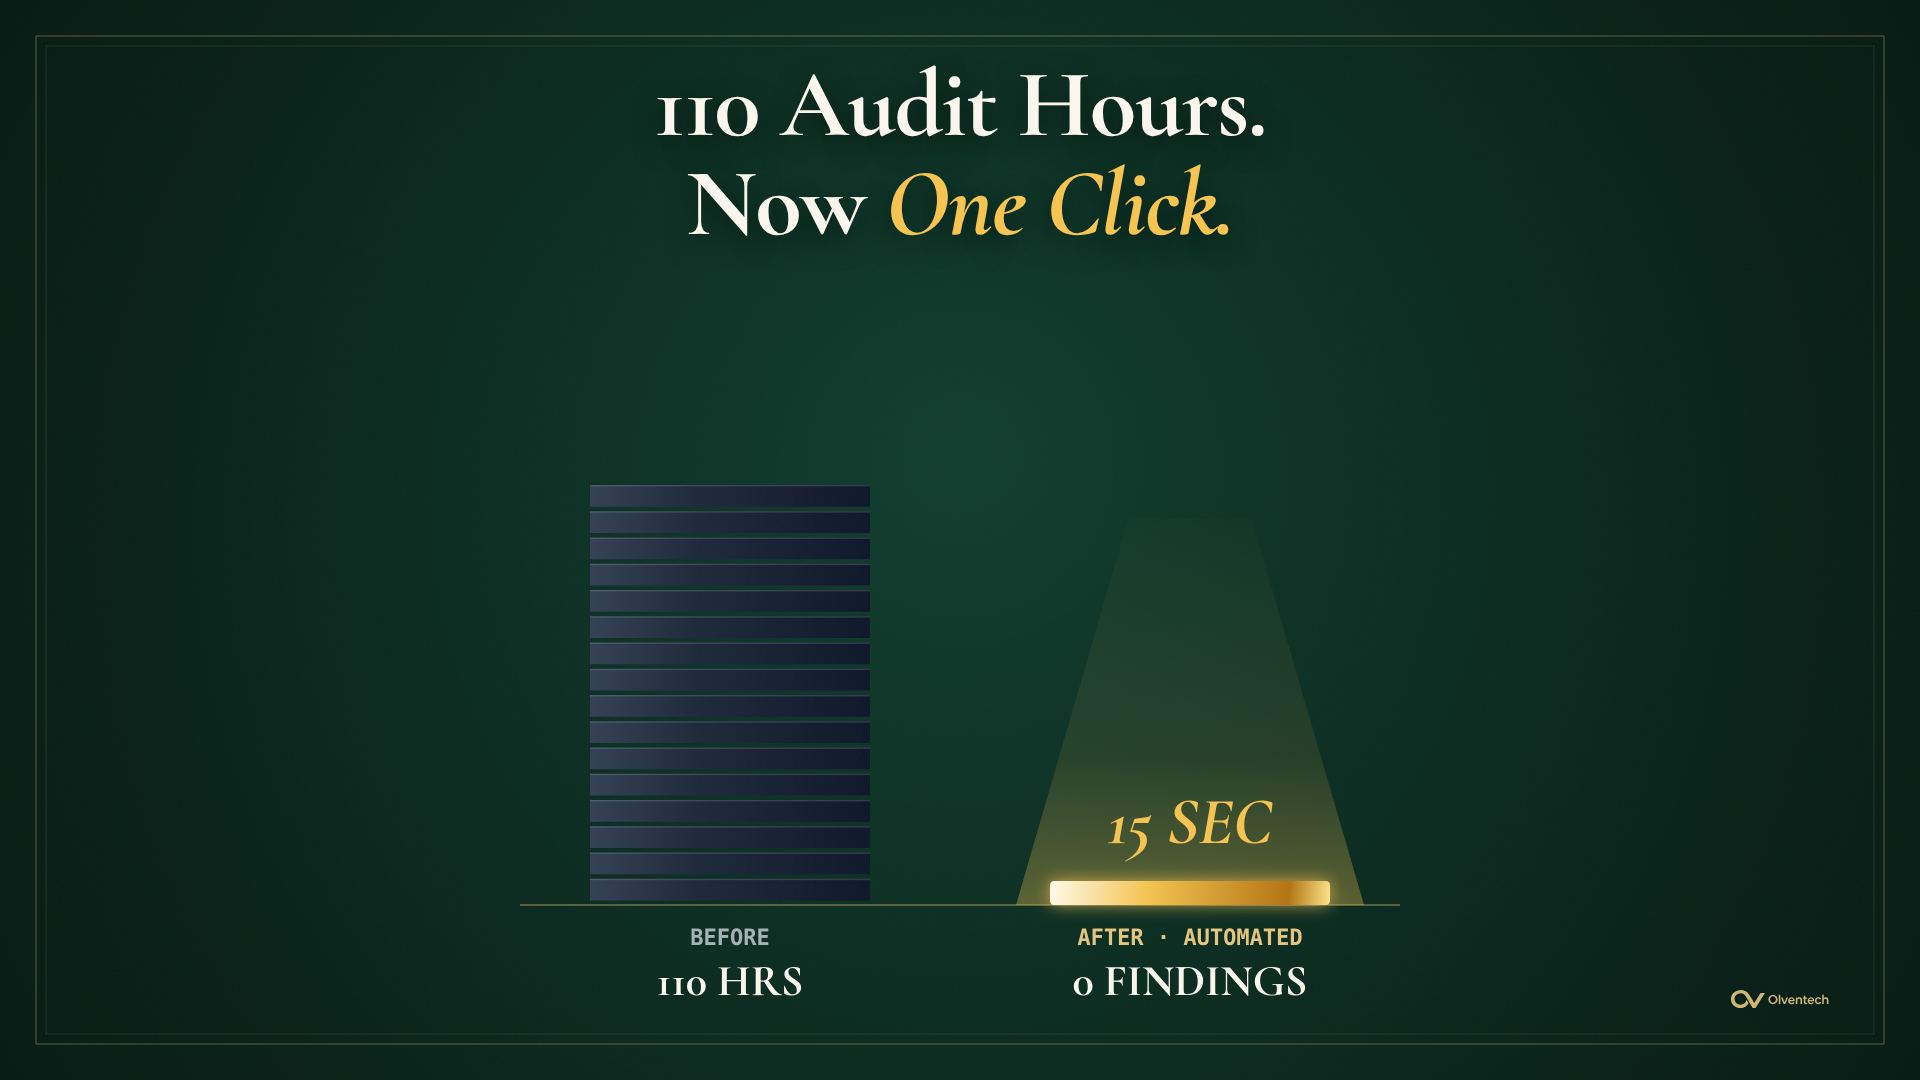 110 Audit Hours.
Now One Click.
15 SEC
BEFORE
110 HRS
AFTER · AUTOMATED
0 FINDINGS
Olventech